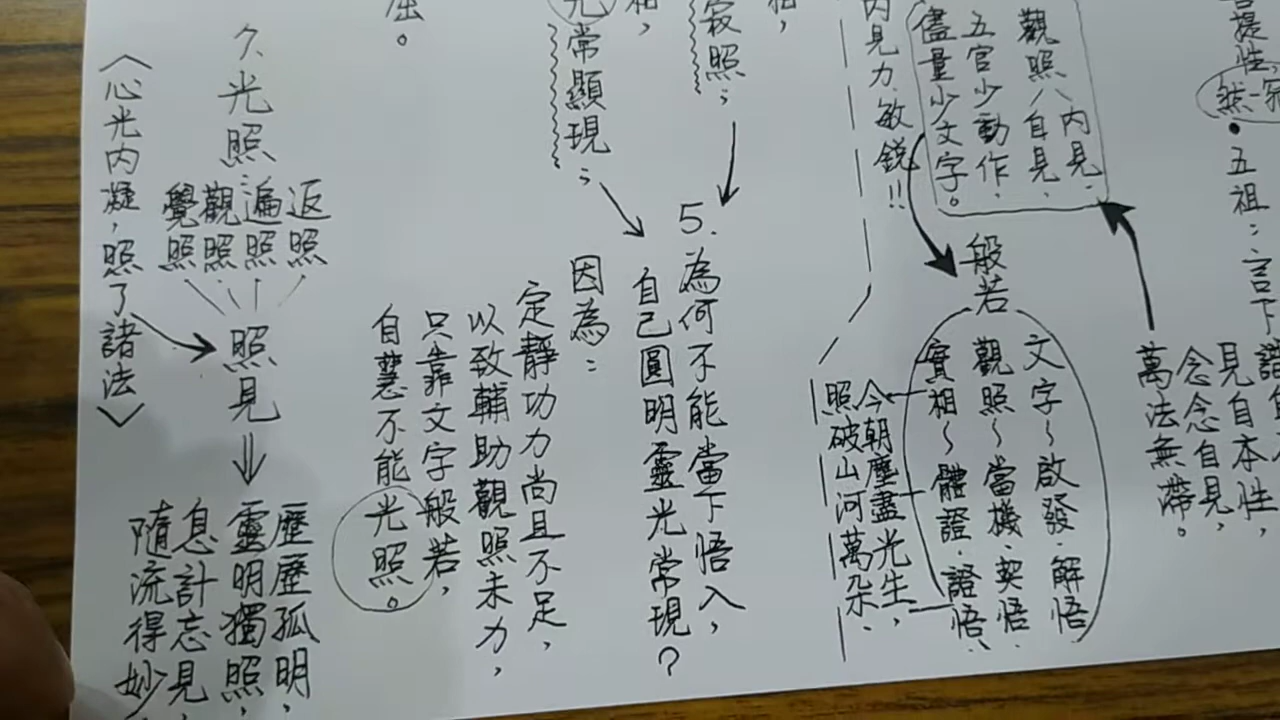 然
五祖：言下
見自本性，
念念自見，
萬法無滯。
觀照八內見、
自見、
五官少動作、
儘量少文字。
般若
文字～啟發、解悟
觀照～當機、契悟
實相～體證、證悟、
內見力敏銳!!
今朝塵盡光生，
照破山河萬朵、
寂照；
常顯現；
5.為何不能當下悟入，
自己圓明靈光常現？
因為：
定靜功力尚且不足，
以致輔助觀照未力，
只靠文字般若，
自慧不能光照。
光照：
返照
遍照
觀照
覺照
照見
歷歷孤明，
靈明獨照，
息計忘見，
隨流得妙
〈心光內凝，照了諸法〉